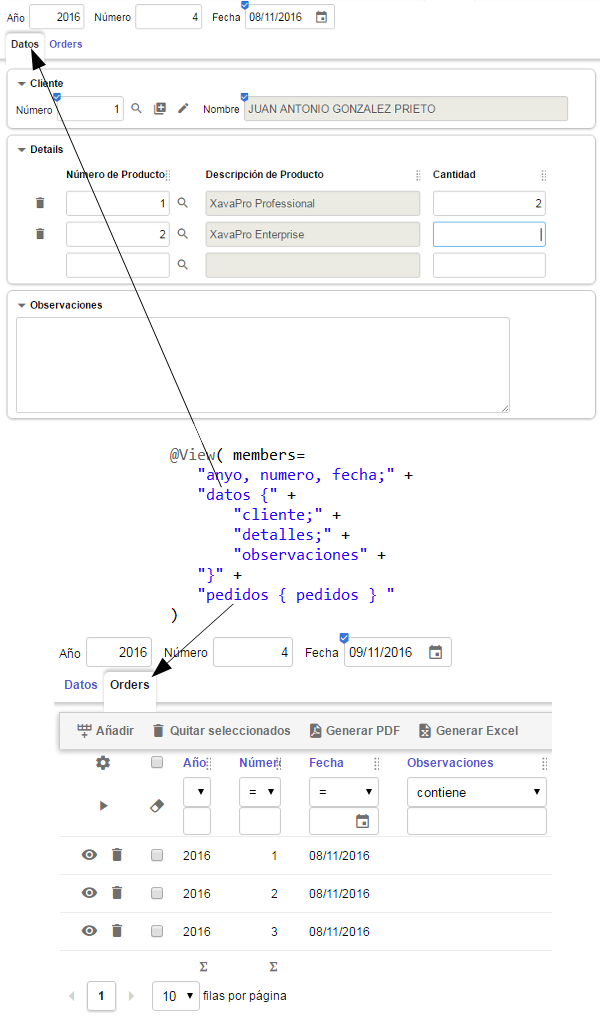 Año 2016 Número 4 Fecha 08/11/2016
Datos Orders
Cliente
Número 1 Nombre JUAN ANTONIO GONZALEZ PRIETO
Details
Número de Producto Descripción de Producto Cantidad
1 XavaPro Professional 2
2 XavaPro Enterprise
Observaciones
@View( members=
"anyo, numero, fecha;" +
"datos {" +
"cliente;" +
"detalles;" +
"observaciones" +
"}" +
"pedidos { pedidos } "
)
Año 2016 Número 4 Fecha 09/11/2016
Datos Orders
Añadir Quitar seleccionados Generar PDF Generar Excel
Año Número Fecha Observaciones
= = contiene
2016 1 08/11/2016
2016 2 08/11/2016
2016 3 08/11/2016
Σ Σ
1 10 filas por página